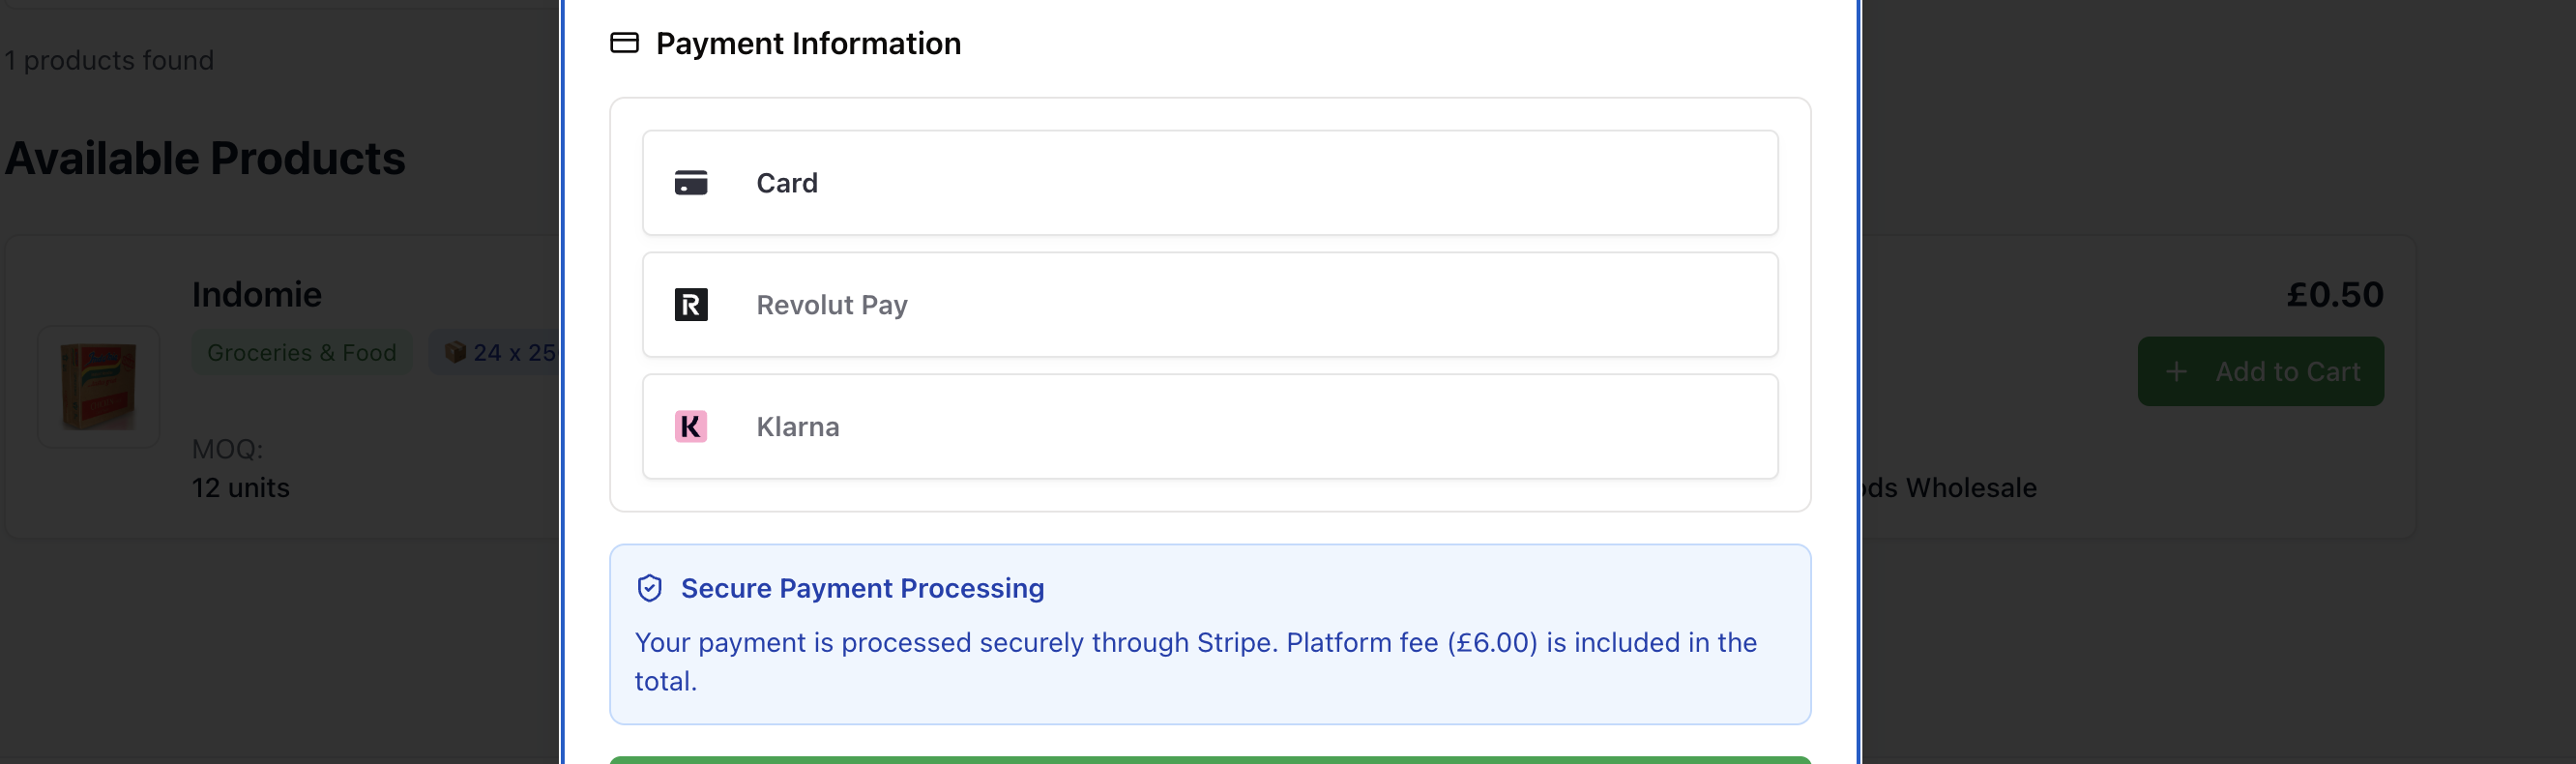 1 products found
Available Products
Indomie
Groceries & Food
24 x 25
MOQ:
12 units
Payment Information
Card
Revolut Pay
Klarna
Secure Payment Processing
Your payment is processed securely through Stripe. Platform fee (£6.00) is included in the
total.
£0.50
+ Add to Cart
ds Wholesale